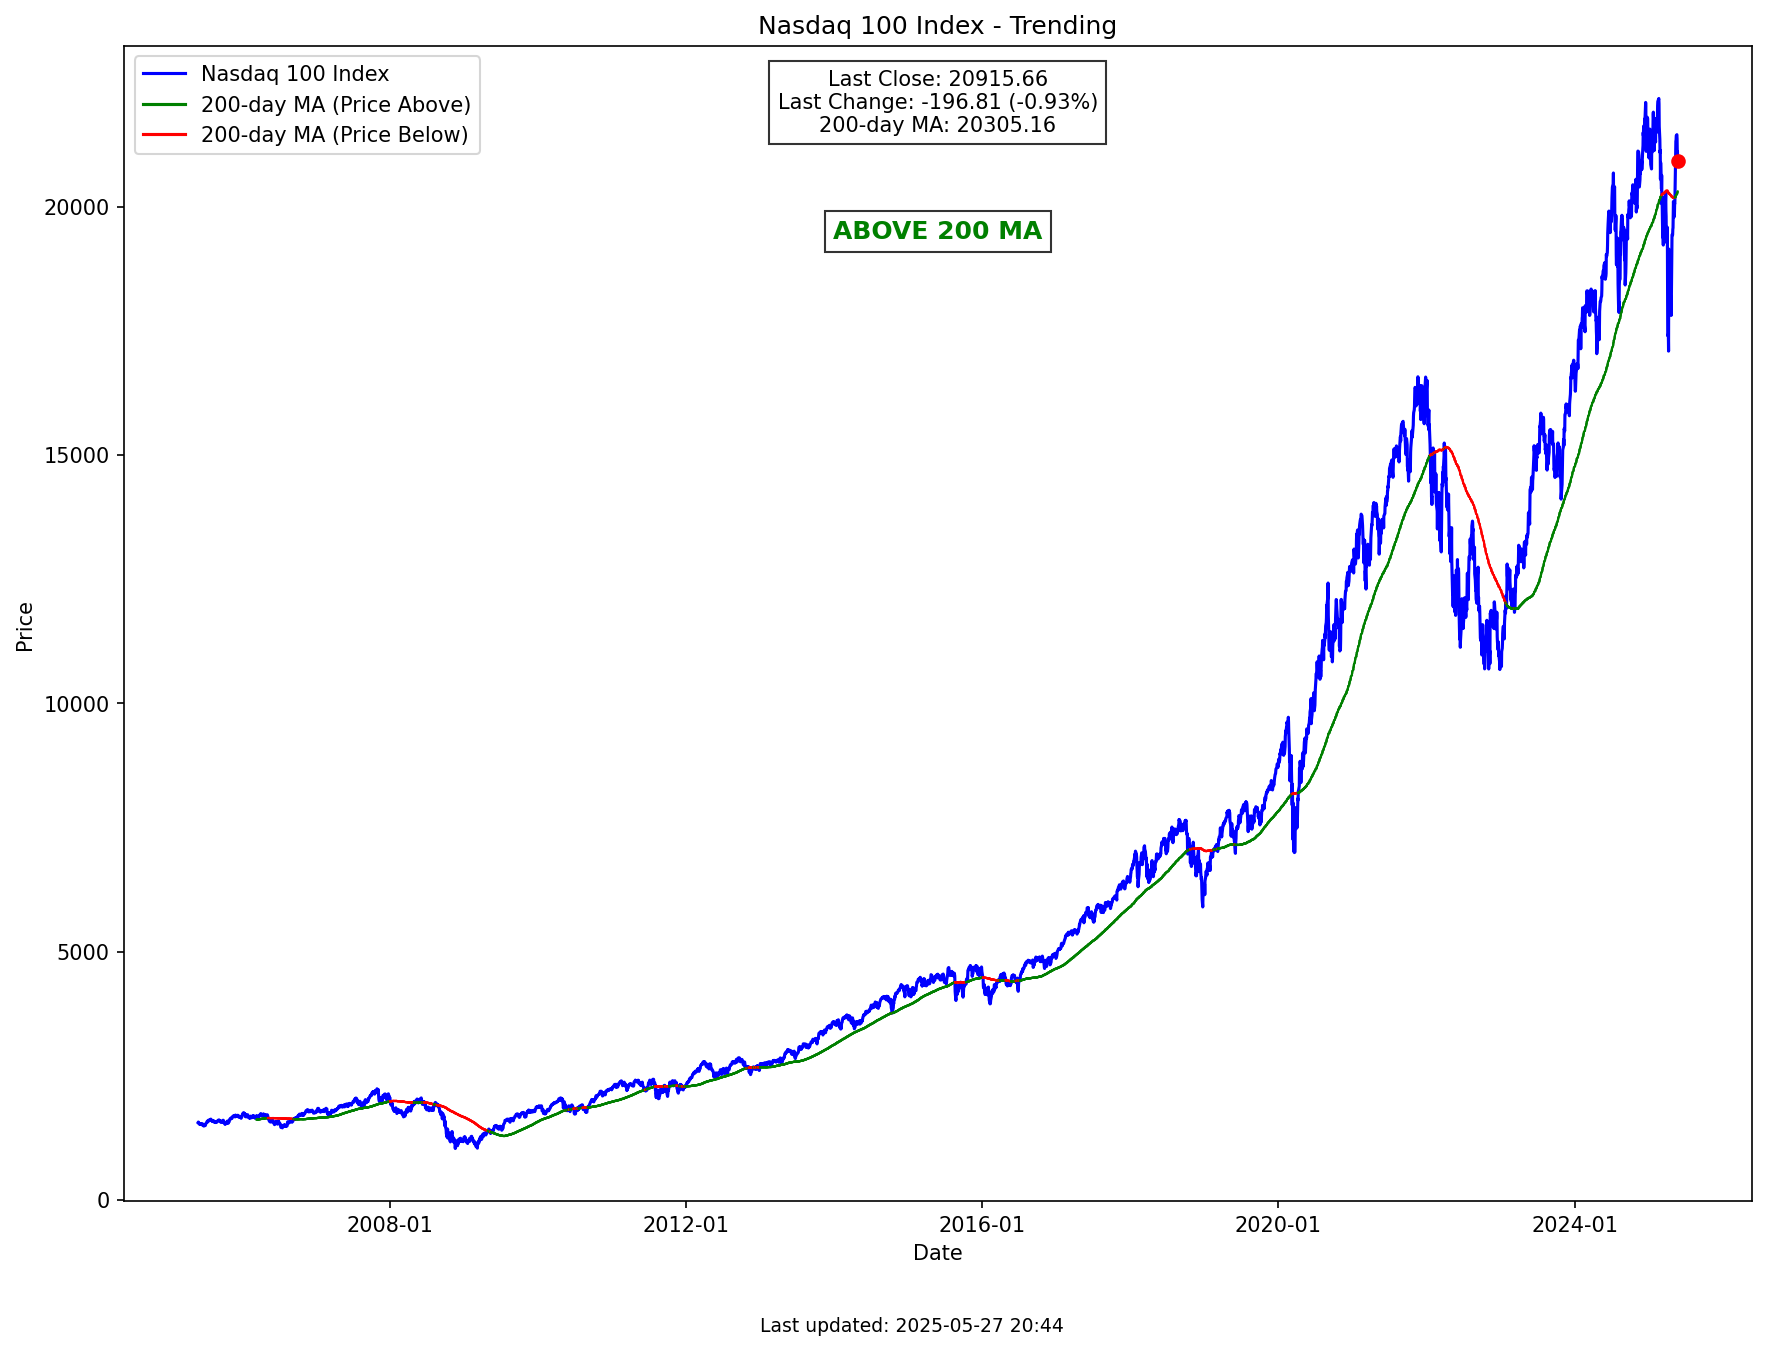 Nasdaq 100 Index - Trending
Nasdaq 100 Index
200-day MA (Price Above)
200-day MA (Price Below)
Last Close: 20915.66
Last Change: -196.81 (-0.93%)
200-day MA: 20305.16
ABOVE 200 MA
Price
20000
15000
10000
5000
0
2008-01
2012-01
2016-01
2020-01
2024-01
Date
Last updated: 2025-05-27 20:44